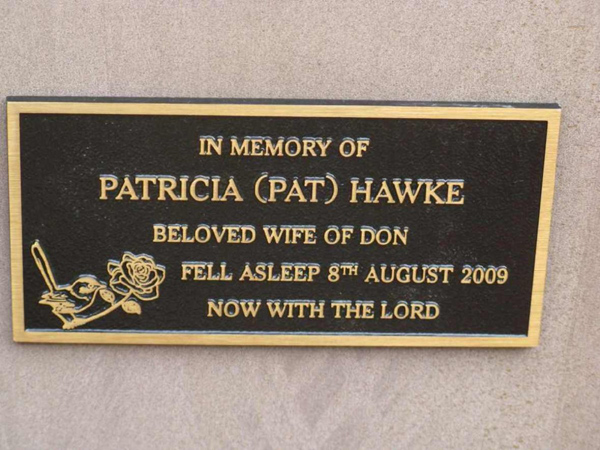 IN MEMORY OF
PATRICIA (PAT) HAWKE
BELOVED WIFE OF DON
FELL ASLEEP 8TH AUGUST 2009
NOW WITH THE LORD